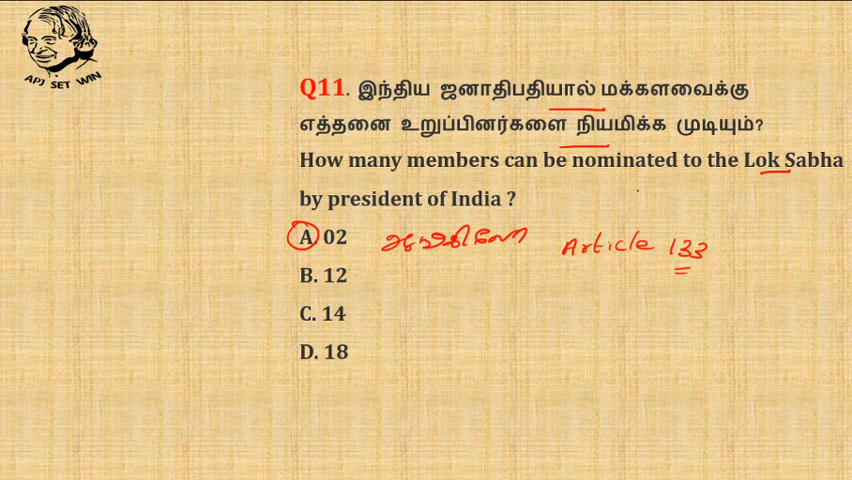 APJ SET WIN
Q11. இந்திய ஜனாதிபதியால் மக்களவைக்கு
எத்தனை உறுப்பினர்களை நியமிக்க முடியும்?
How many members can be nominated to the Lok Sabha
by president of India ?
A. 02 Article 133
B. 12
C. 14
D. 18